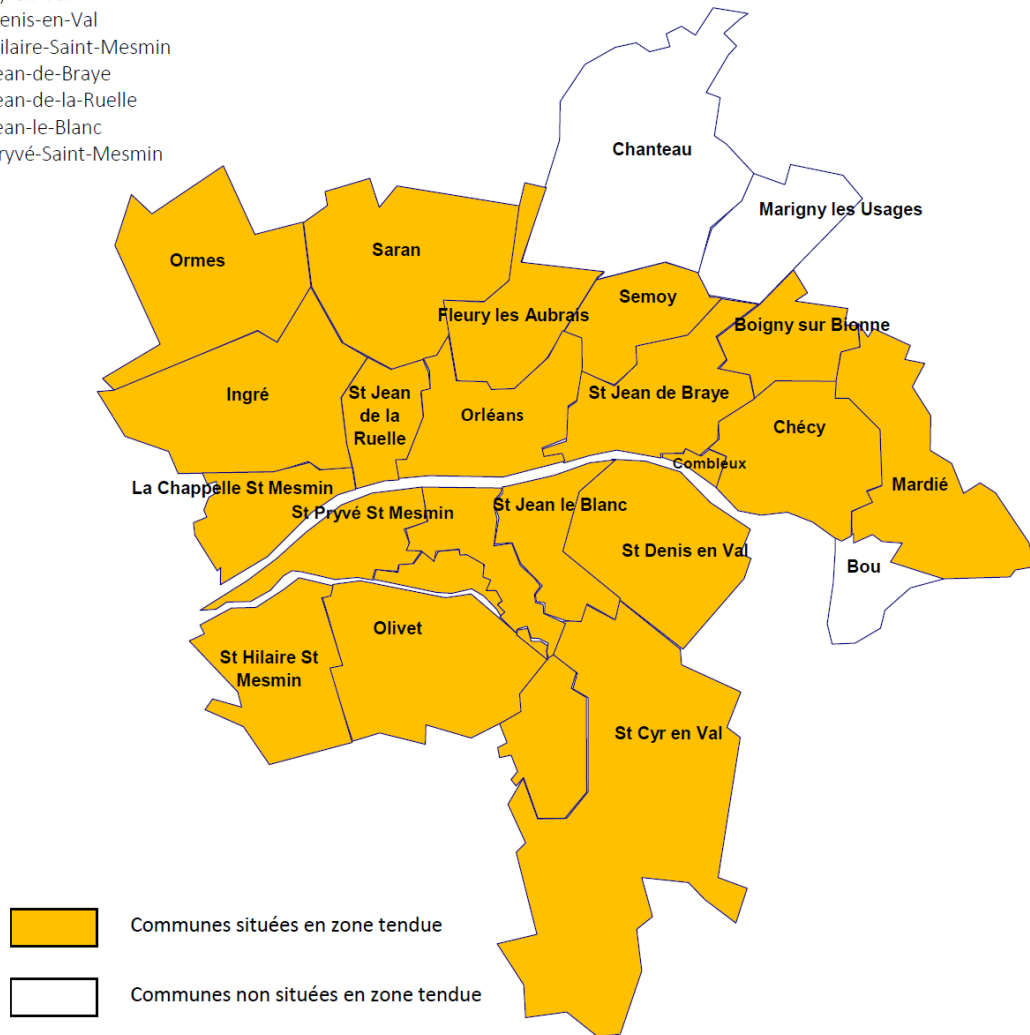 enis-en-Val
ilaire-Saint-Mesmin
ean-de-Braye
ean-de-la-Ruelle
ean-le-Blanc
ryvé-Saint-Mesmin
Chanteau
Marigny les Usages
Ormes
Saran
Semoy
Fleury les Aubrais
Boigny sur Bionne
Ingré
St Jean
de la
Ruelle
Orléans
St Jean de Braye
Chécy
Combleux
Mardié
La Chappelle St Mesmin
St Pryvé St Mesmin
St Jean le Blanc
St Denis en Val
Bou
Olivet
St Hilaire St
Mesmin
St Cyr en Val
Communes situées en zone tendue
Communes non situées en zone tendue